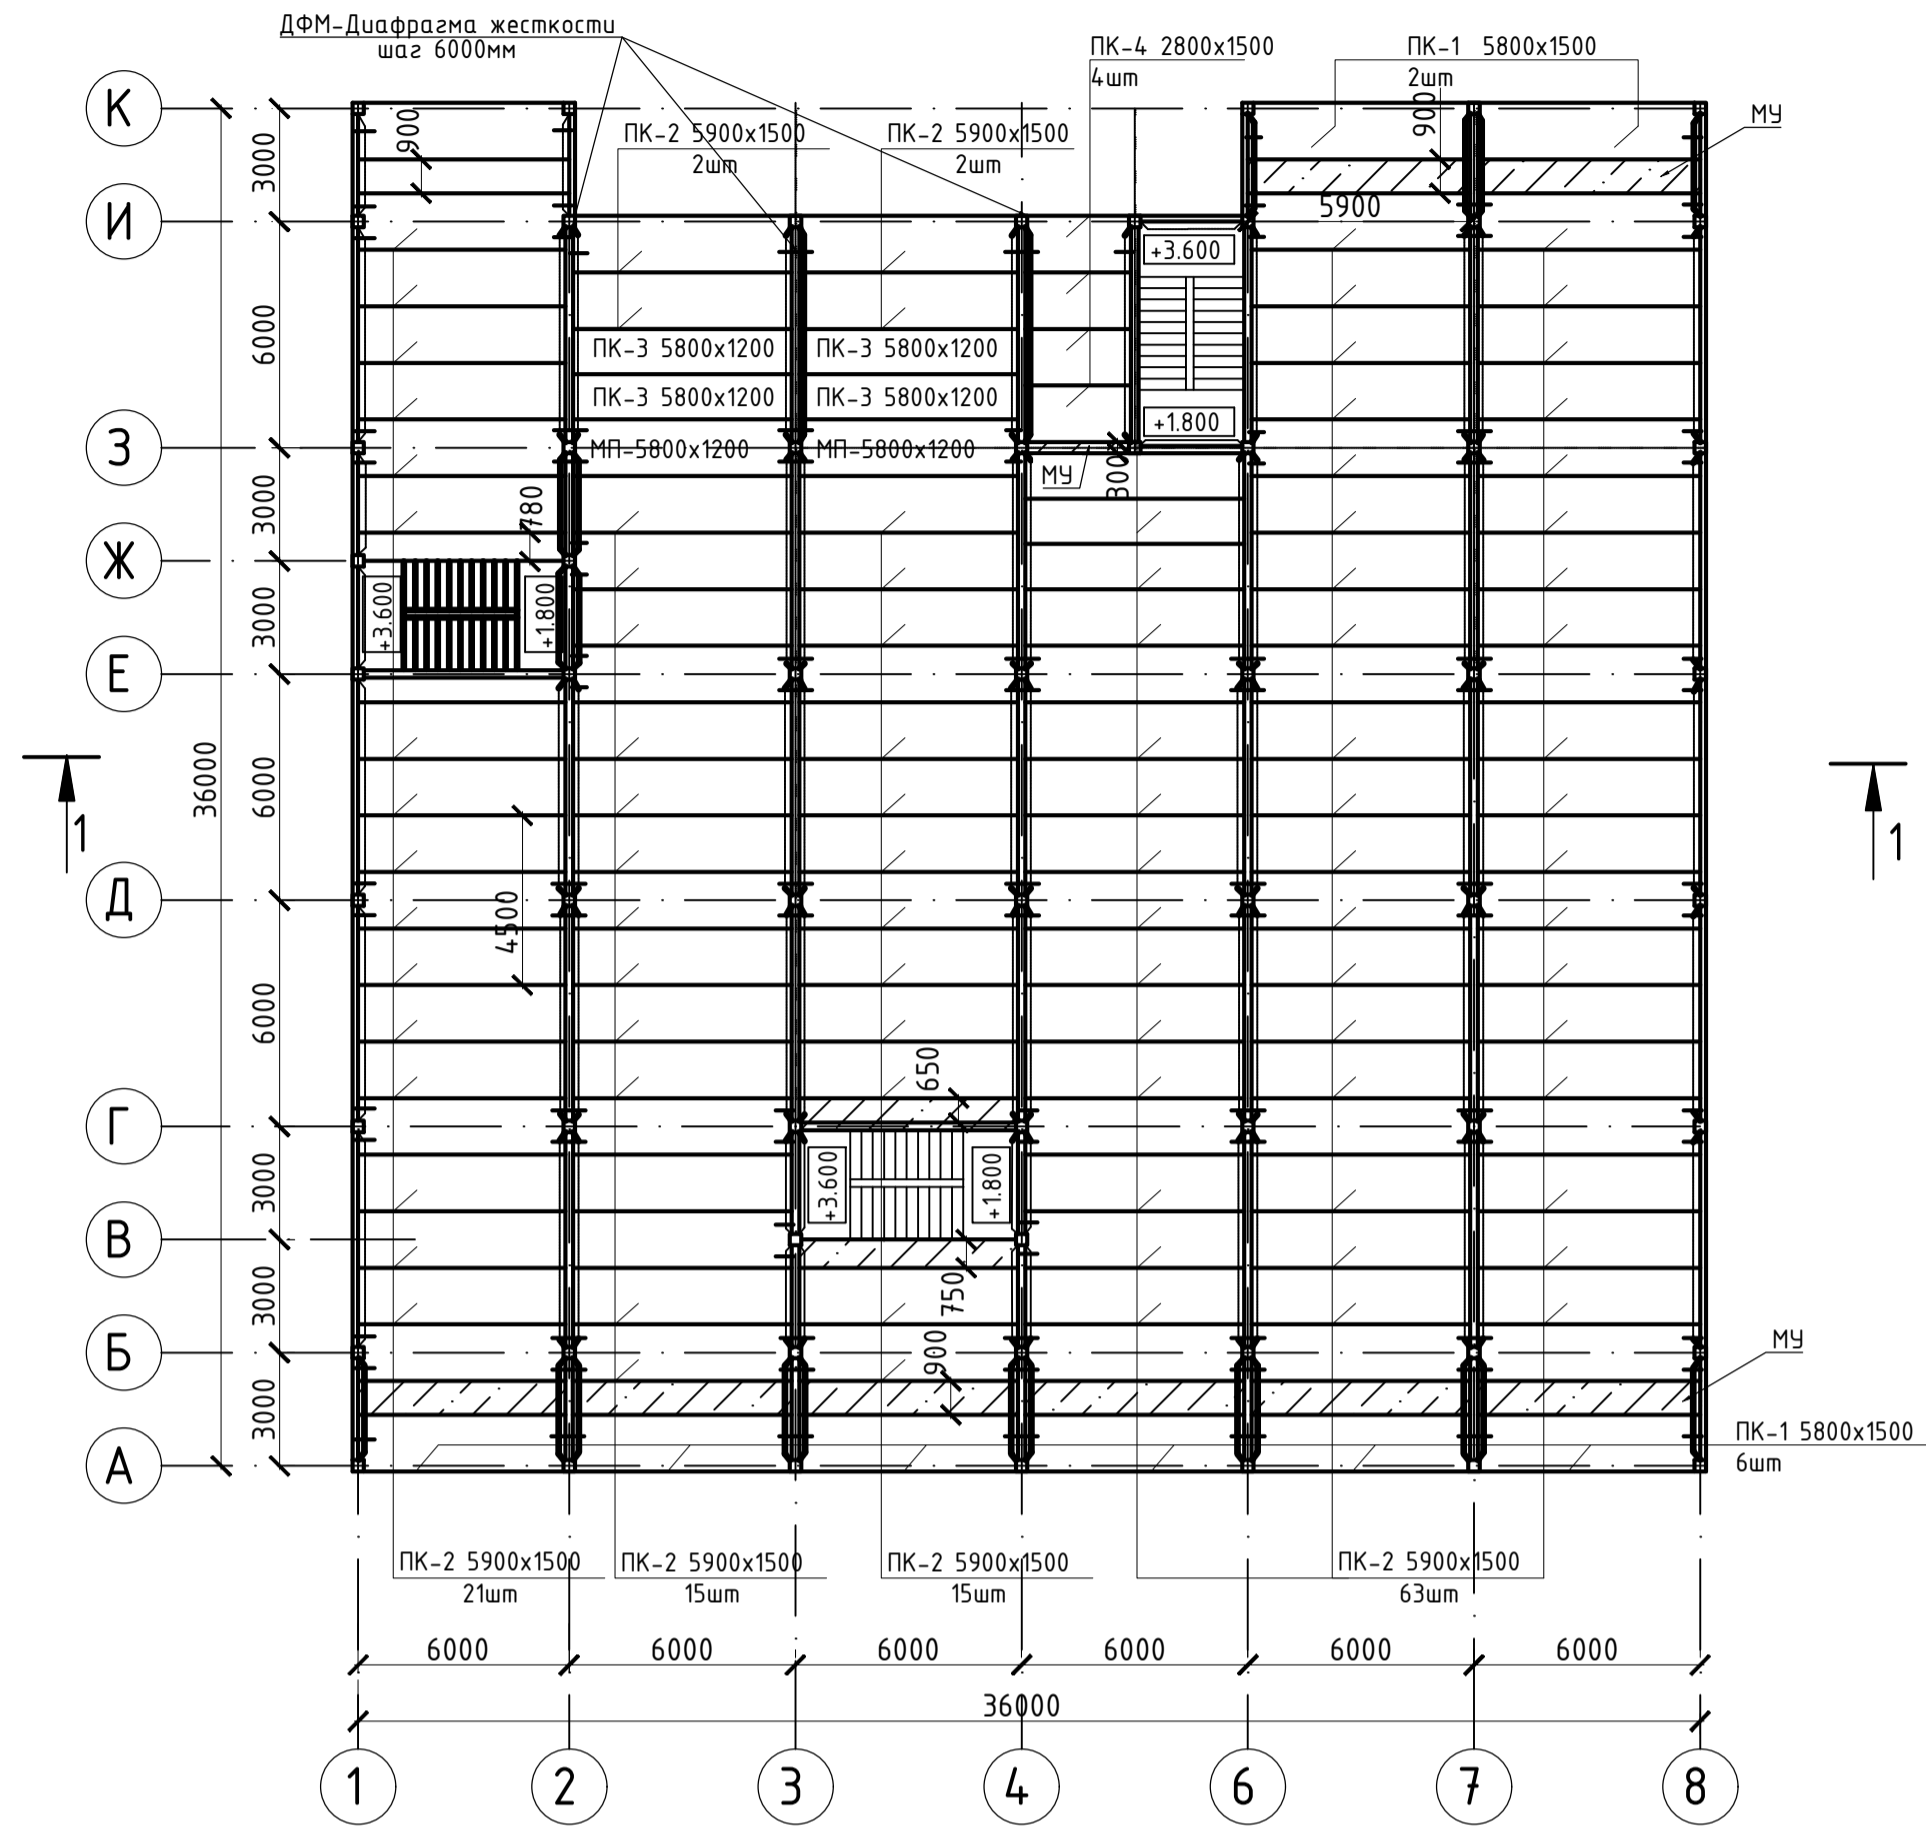 ДФМ-Диафрагма жесткости
шаг 6000мм
ПК-4 2800х1500
4шт
ПК-1 5800х1500
2шт
МУ
К
3000
900
ПК-2 5900х1500
2шт
ПК-2 5900х1500
2шт
900
5900
И
+3.600
6000
ПК-3 5800х1200
ПК-3 5800х1200
ПК-3 5800х1200
ПК-3 5800х1200
+1.800
З
МП-5800х1200
МП-5800х1200
МУ
300
3000
780
Ж
+3.600
+1.800
3000
Е
36000
6000
1
1
4500
Д
6000
650
Г
+3.600
+1.800
3000
В
750
3000
900
Б
МУ
3000
ПК-1 5800х1500
6шт
А
ПК-2 5900х1500
21шт
ПК-2 5900х1500
15шт
ПК-2 5900х1500
15шт
ПК-2 5900х1500
63шт
6000
6000
6000
6000
6000
6000
36000
1
2
3
4
6
7
8